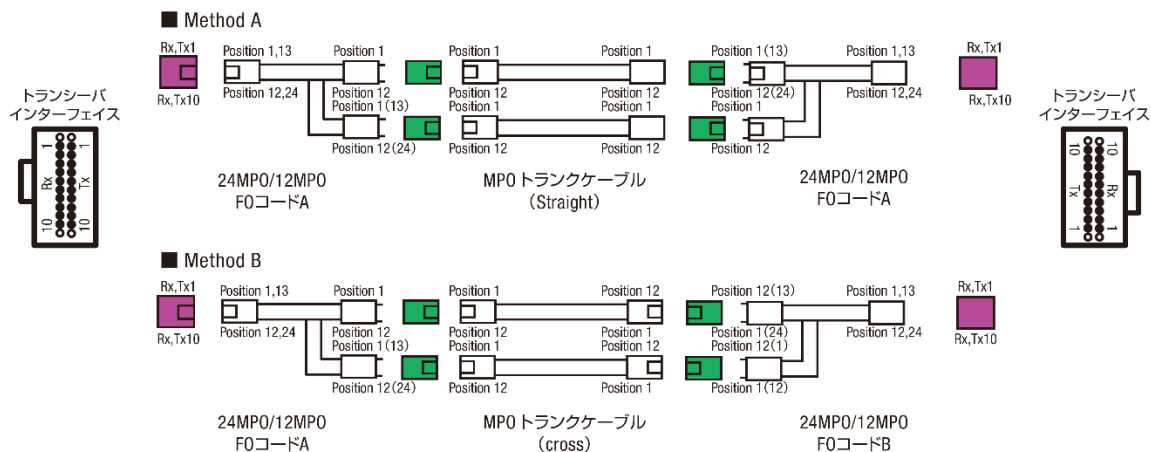 ■ Method A
Rx,Tx1
Position 1,13
Position 1
Position 1
Position 1
Position 1(13)
Position 1,13
Rx,Tx1
Rx,Tx10
Position 12,24
Position 12
Position 12
Position 12
Position 12(24)
Position 12,24
Rx,Tx10
Position 1(13)
Position 1
Position 1
Position 1
Position 12(24)
Position 12
Position 12
Position 12
トランシーバ
インターフェイス
1 Rx 10
1 Tx 10
24MPO/12MPO
FOコードA
MPOトランクケーブル
(Straight)
24MPO/12MPO
FOコードA
トランシーバ
インターフェイス
10 Tx 1
10 Rx 1
■ Method B
Rx,Tx1
Position 1,13
Position 1
Position 1
Position 12
Position 12(13)
Position 1,13
Rx,Tx1
Rx,Tx10
Position 12,24
Position 12
Position 12
Position 1
Position 1(24)
Position 12,24
Rx,Tx10
Position 1(13)
Position 1
Position 12
Position 12(1)
Position 12(24)
Position 12
Position 1
Position 1(12)
24MPO/12MPO
FOコードA
MPOトランクケーブル
(cross)
24MPO/12MPO
FOコードB